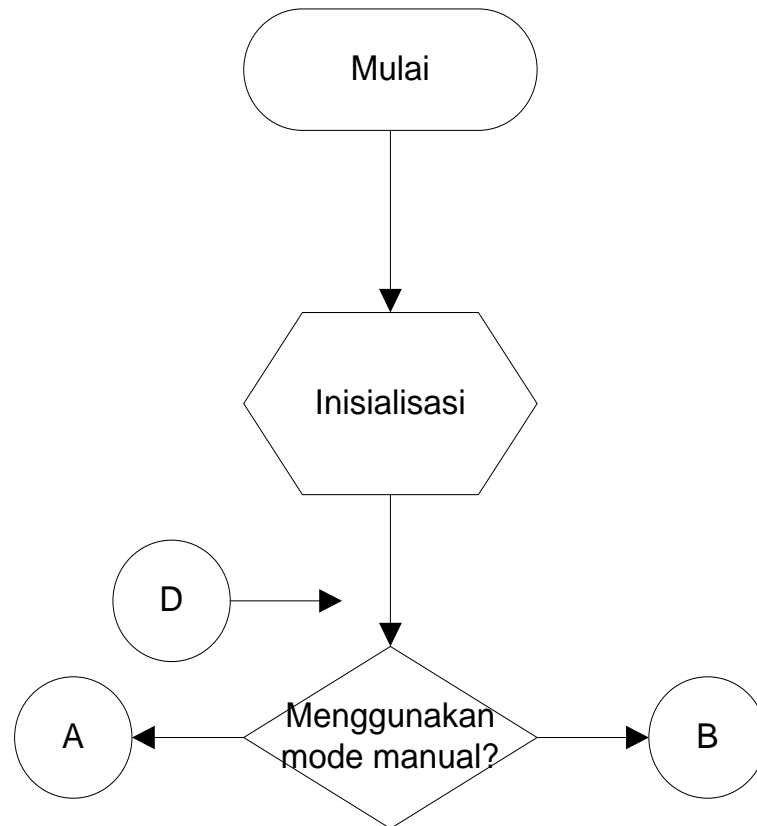 Mulai
Inisialisasi
D
A
Menggunakan
mode manual?
B